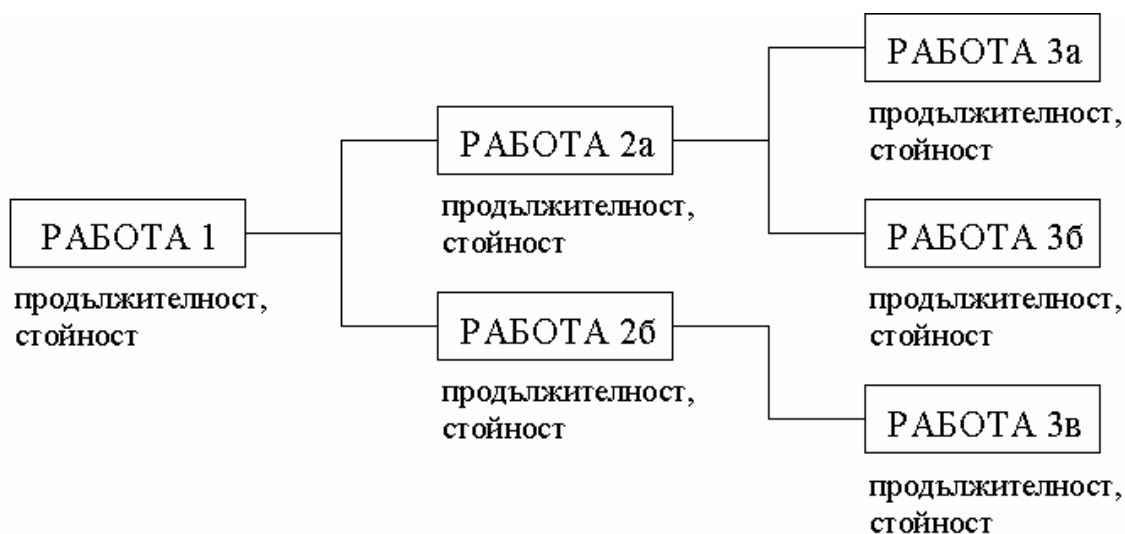 РАБОТА 1
продължителност,
стойност
РАБОТА 2а
продължителност,
стойност
РАБОТА 2б
продължителност,
стойност
РАБОТА 3а
продължителност,
стойност
РАБОТА 3б
продължителност,
стойност
РАБОТА 3в
продължителност,
стойност